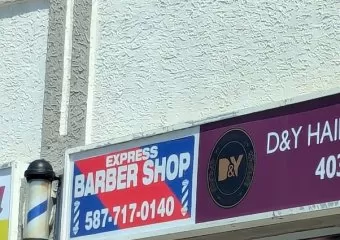 EXPRESS
BARBER SHOP
587-717-0140
D&Y
D&Y HAI
403